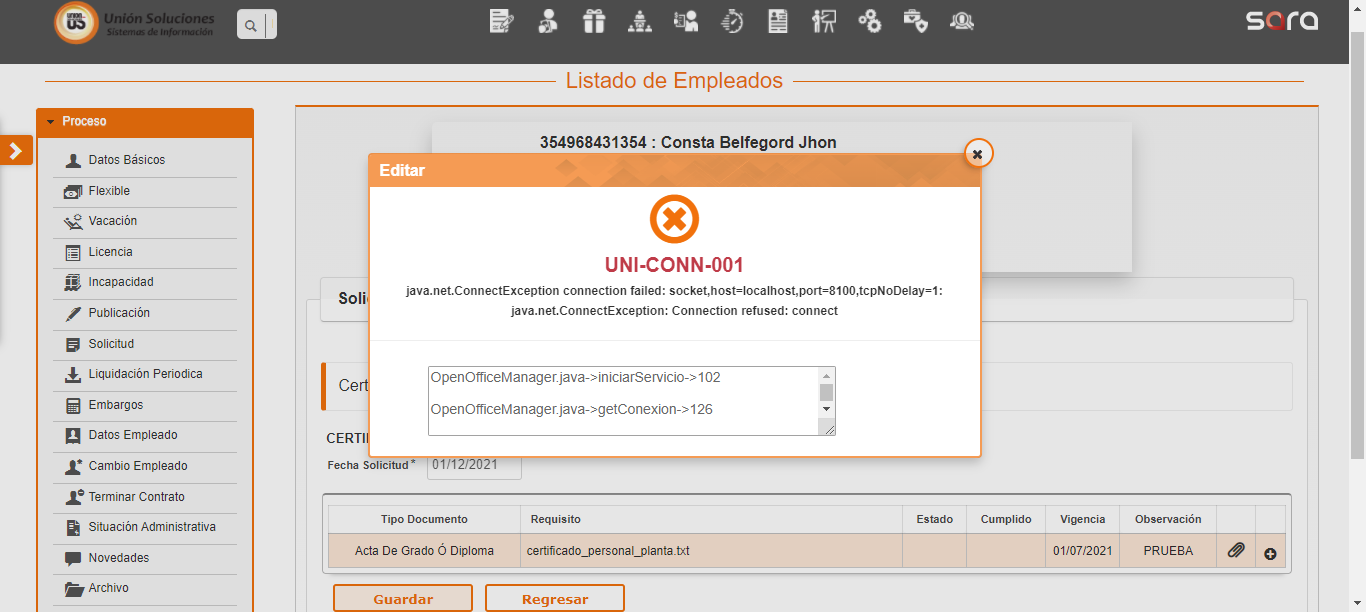 UNION
US
Unión Soluciones
Sistemas de Información
sara
Listado de Empleados
Proceso
Datos Básicos
Flexible
Vacación
Licencia
Incapacidad
Publicación
Solicitud
Liquidación Periodica
Embargos
Datos Empleado
Cambio Empleado
Terminar Contrato
Situación Administrativa
Novedades
Archivo
354968431354 : Consta Belfegord Jhon
Editar
UNI-CONN-001
java.net.ConnectException connection failed: socket,host=localhost,port=8100,tcpNoDelay=1:
java.net.ConnectException: Connection refused: connect
OpenOfficeManager.java->iniciarServicio->102
OpenOfficeManager.java->getConexion->126
Soli
Cert
CERTI
Fecha Solicitud * 01/12/2021
Tipo Documento Requisito Estado Cumplido Vigencia Observación
Acta De Grado Ó Diploma certificado_personal_planta.txt 01/07/2021 PRUEBA
Guardar Regresar